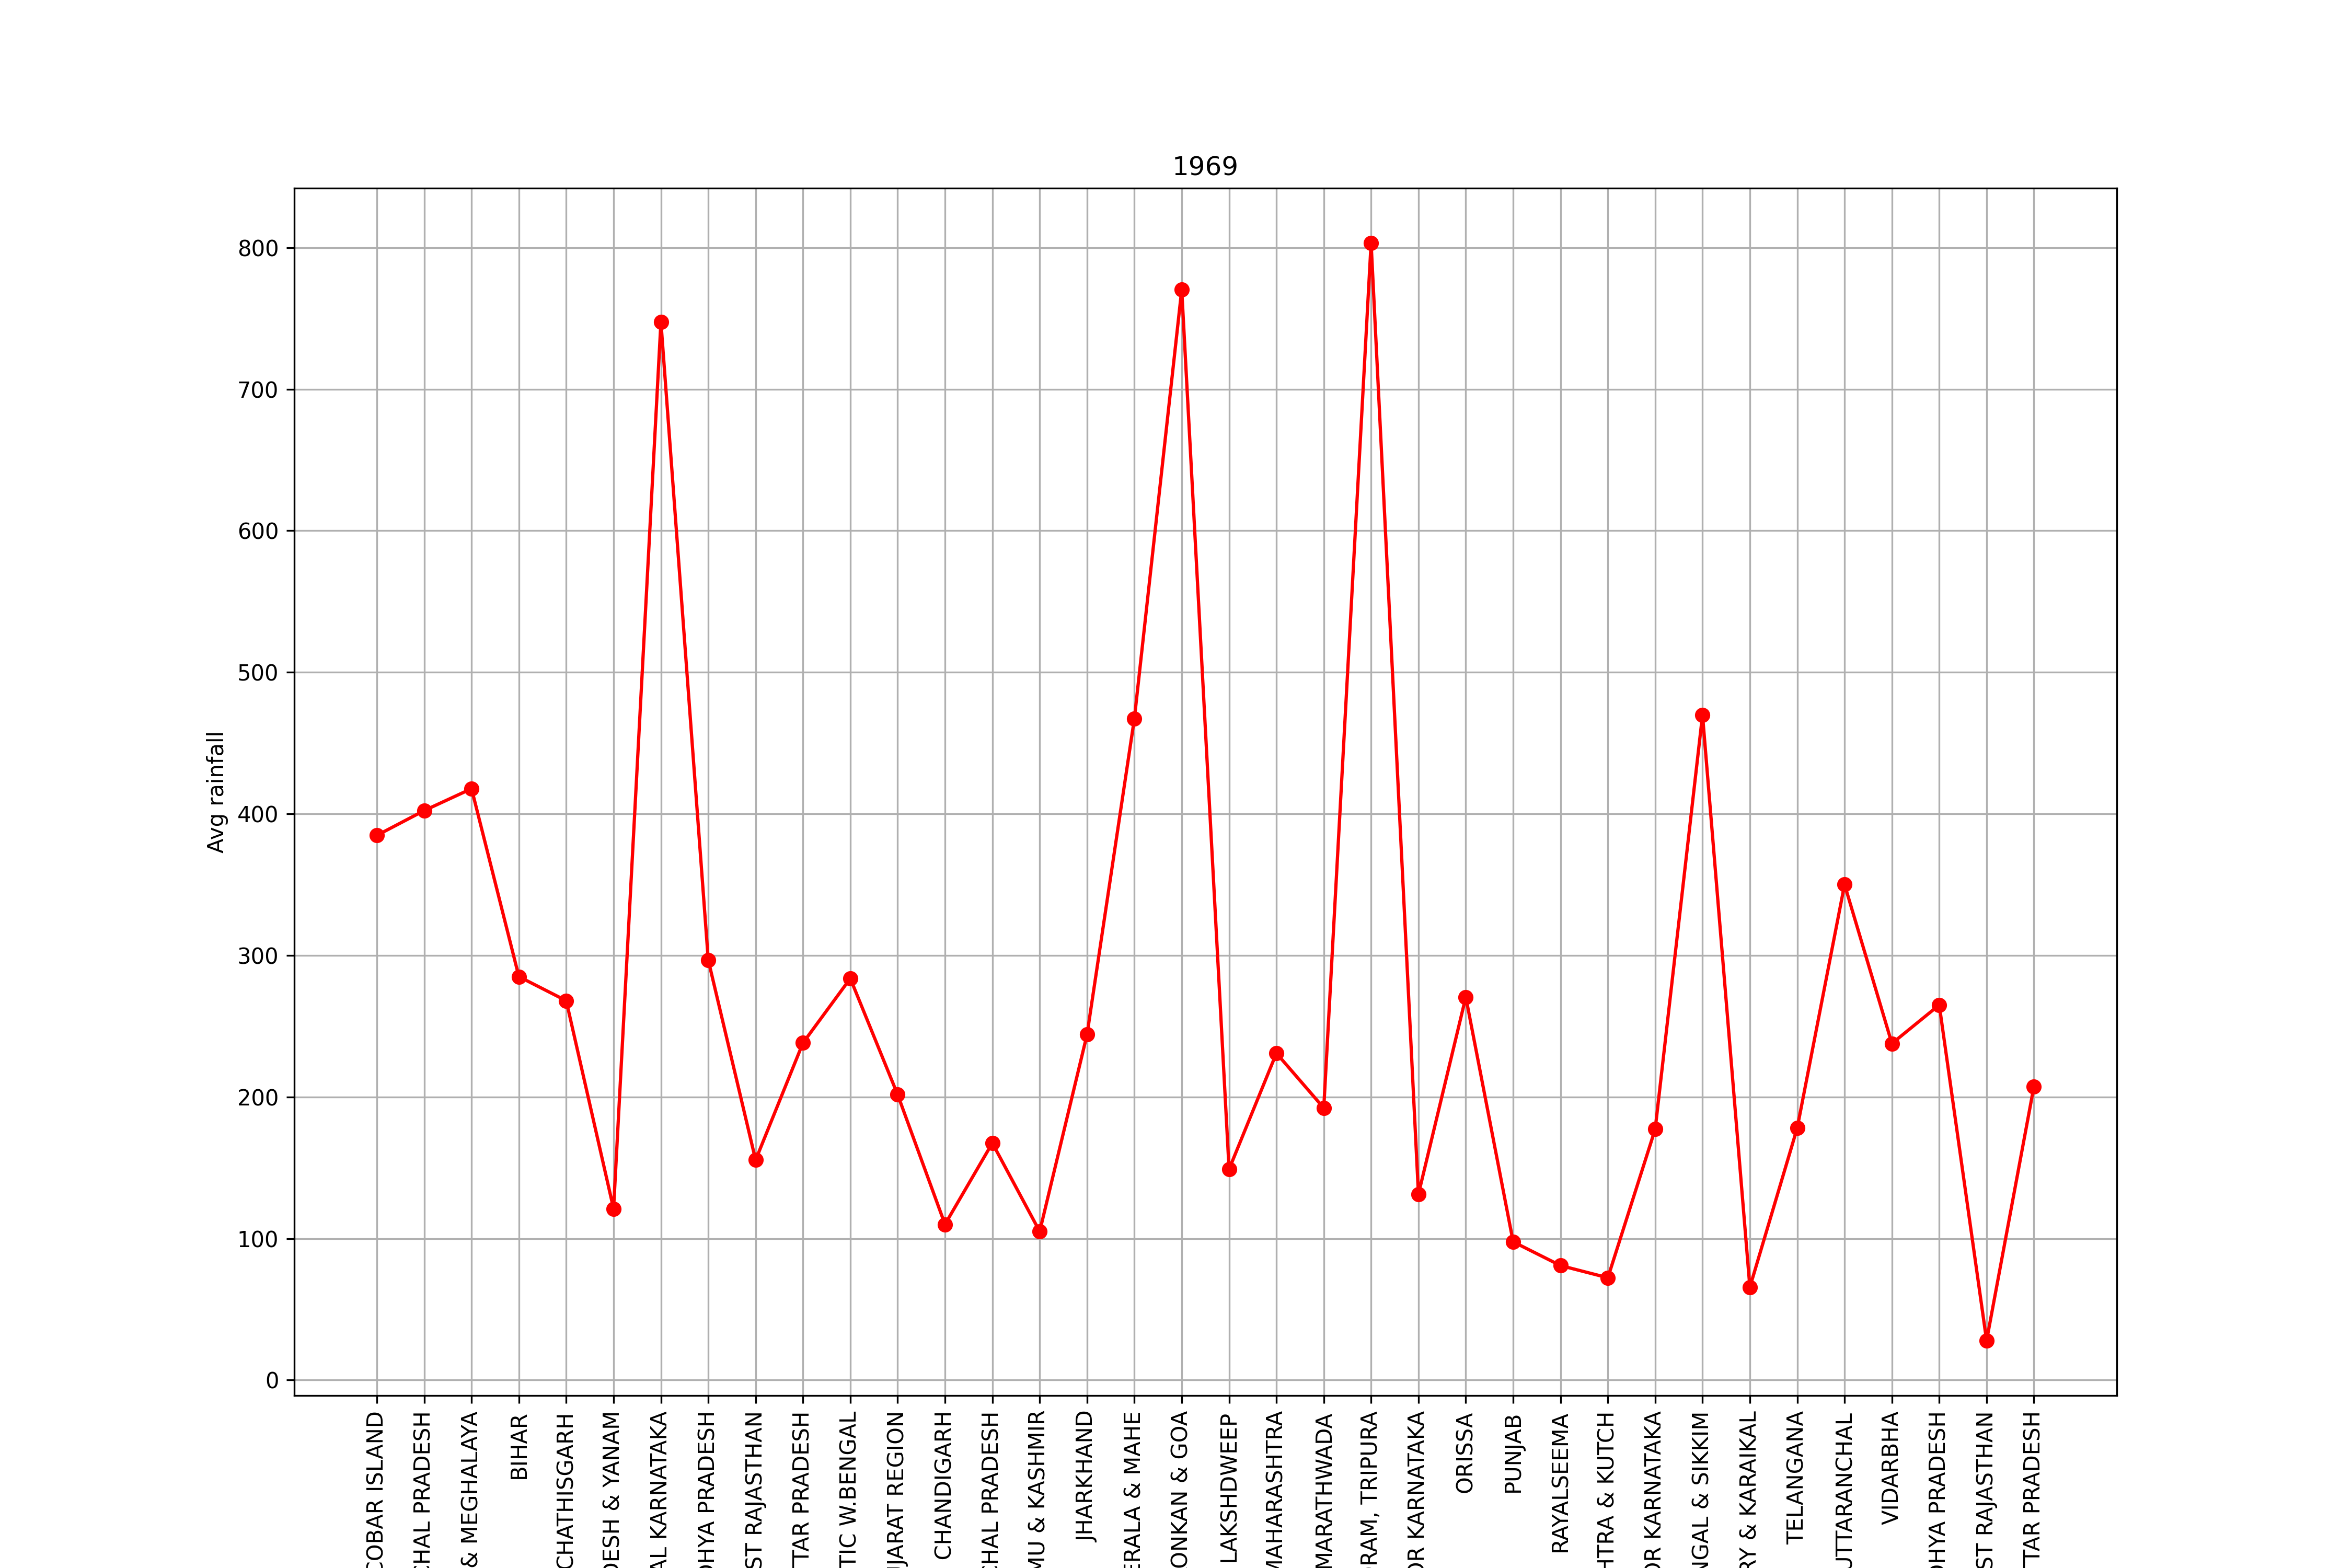 1969
Avg rainfall
800
700
600
500
400
300
200
100
0
COBAR ISLAND
CHAL PRADESH
& MEGHALAYA
BIHAR
CHATHISGARH
DESH & YANAM
AL KARNATAKA
DHYA PRADESH
ST RAJASTHAN
TTAR PRADESH
TIC W.BENGAL
JARAT REGION
CHANDIGARH
CHAL PRADESH
MU & KASHMIR
JHARKHAND
ERALA & MAHE
ONKAN & GOA
LAKSHDWEEP
MAHARASHTRA
MARATHWADA
RAM, TRIPURA
OR KARNATAKA
ORISSA
PUNJAB
RAYALSEEMA
HTRA & KUTCH
OR KARNATAKA
NGAL & SIKKIM
RY & KARAIKAL
TELANGANA
UTTARANCHAL
VIDARBHA
DHYA PRADESH
ST RAJASTHAN
TTAR PRADESH